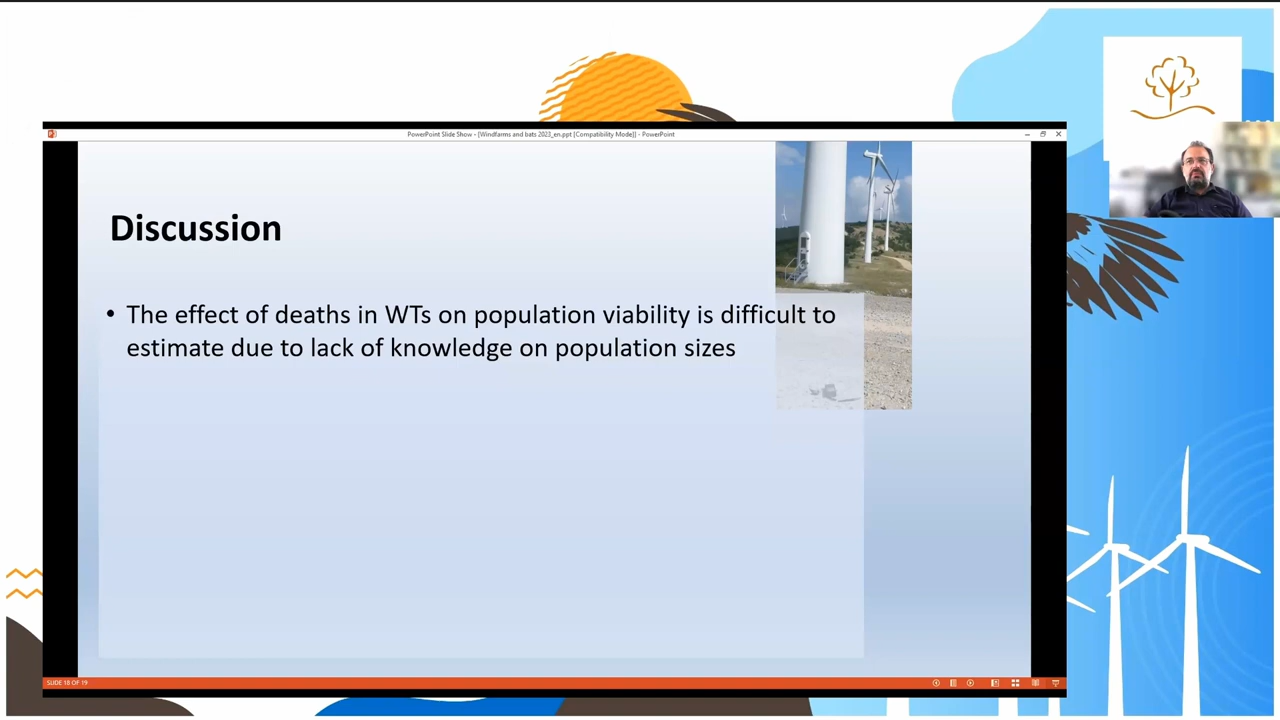 PowerPoint Slide Show - [Windfarms and bats 2023_en.ppt [Compatibility Mode]] - PowerPoint
Discussion
• The effect of deaths in WTs on population viability is difficult to
estimate due to lack of knowledge on population sizes
SLIDE 18 OF 19